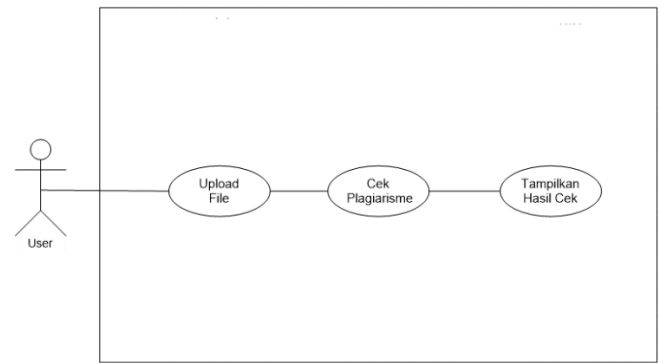 Upload
File
Cek
Plagiarisme
Tampilkan
Hasil Cek
User